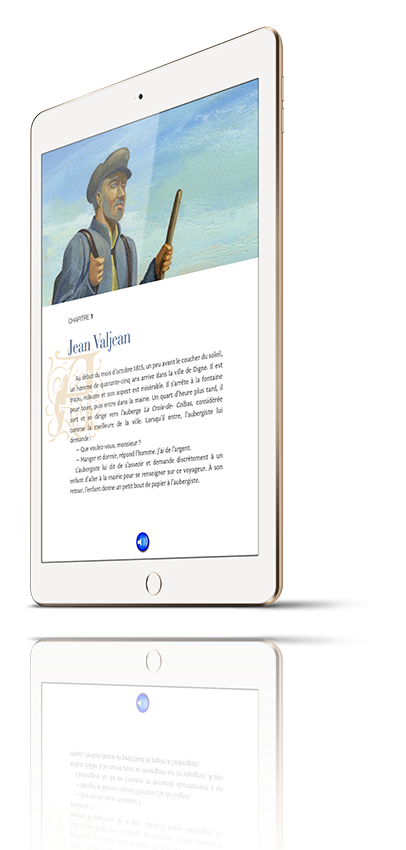 CHAPITRE 1
Jean Valjean
A
Au début du mois d'octobre 1815, un peu avant le coucher du soleil,
un homme de quarante-cinq ans arrive dans la ville de Digne. Il est
trapu, robuste et son aspect est misérable. Il s'arrête à la fontaine
pour boire, puis entre dans la mairie. Un quart d'heure plus tard, il
sort et se dirige vers l'auberge La Croix-de- Colbas, considérée
comme la meilleure de la ville. Lorsqu'il entre, l'aubergiste lui
demande :
– Que voulez-vous, monsieur ?
– Manger et dormir, répond l'homme. J'ai de l'argent.
L'aubergiste lui dit de s'asseoir et demande discrètement à un
enfant d'aller à la mairie pour se renseigner sur ce voyageur. À son
retour, l'enfant donne un petit bout de papier à l'aubergiste.